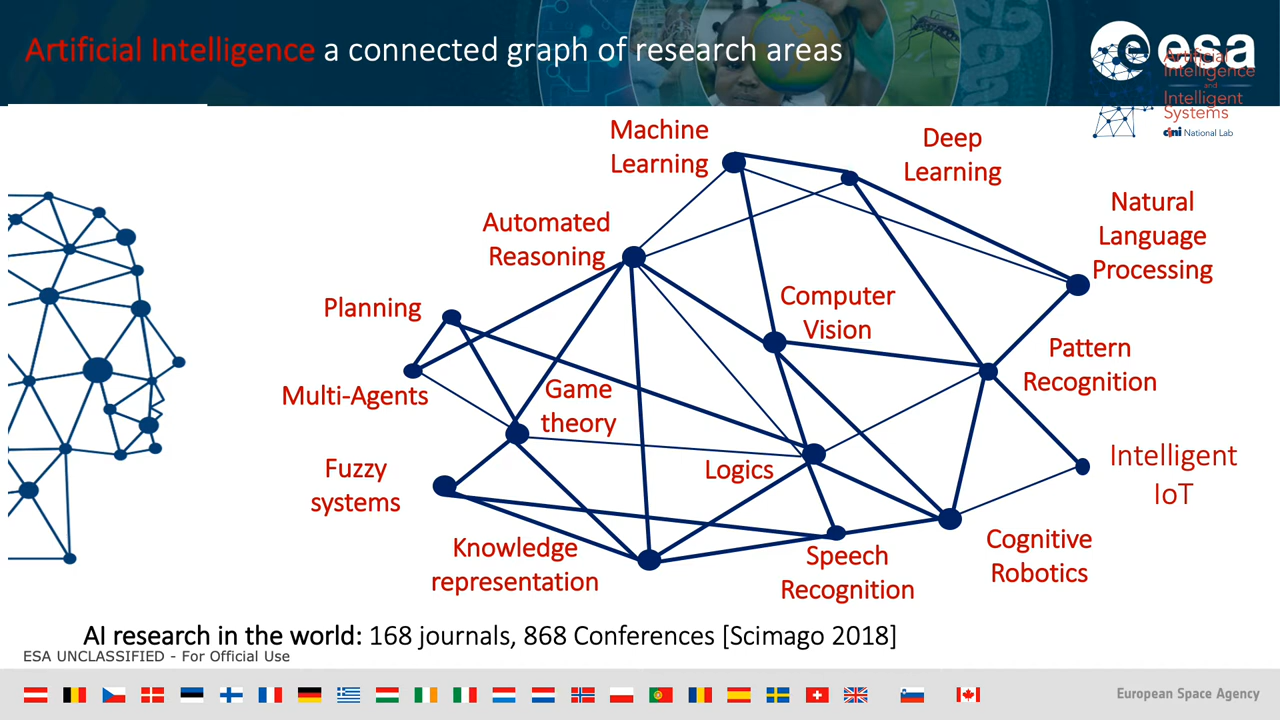 Artificial Intelligence a connected graph of research areas
esa
Artificial
Intelligence
and
Intelligent
Systems
cini National Lab
Machine
Learning
Deep
Learning
Natural
Language
Processing
Automated
Reasoning
Planning
Computer
Vision
Pattern
Recognition
Multi-Agents
Game
theory
Fuzzy
systems
Logics
Intelligent
IoT
Knowledge
representation
Speech
Recognition
Cognitive
Robotics
AI research in the world: 168 journals, 868 Conferences [Scimago 2018]
ESA UNCLASSIFIED - For Official Use
European Space Agency